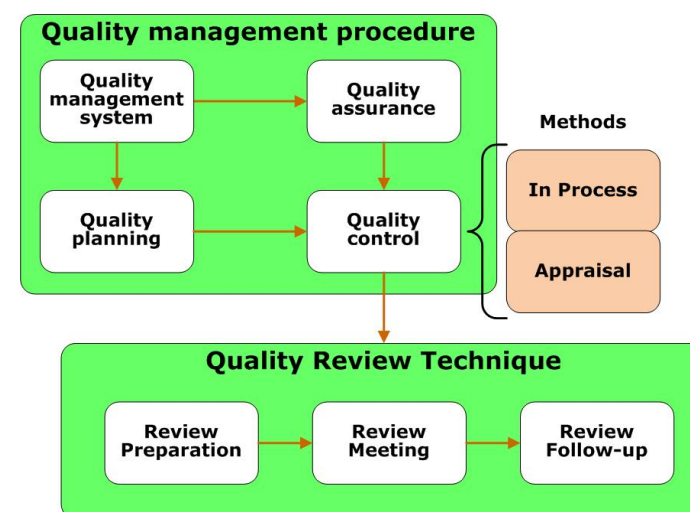 Quality management procedure
Quality
management
system
Quality
assurance
Methods
In Process
Quality
planning
Quality
control
Appraisal
Quality Review Technique
Review
Preparation
Review
Meeting
Review
Follow-up